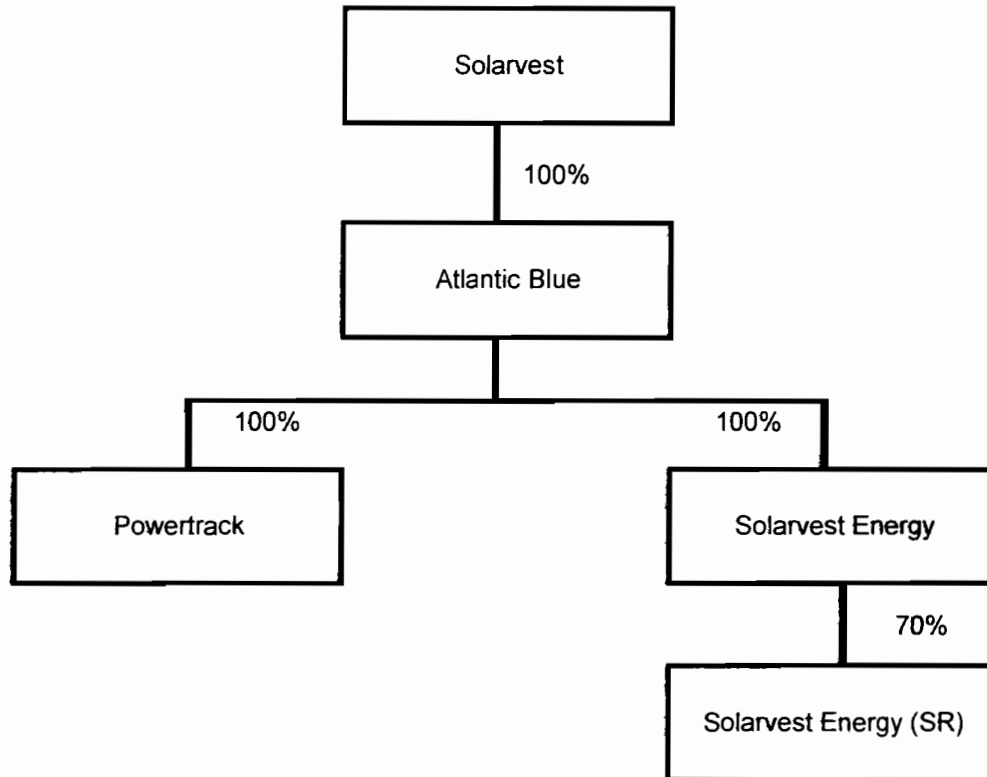 Solarvest
100%
Atlantic Blue
100%
100%
Powertrack
Solarvest Energy
70%
Solarvest Energy (SR)